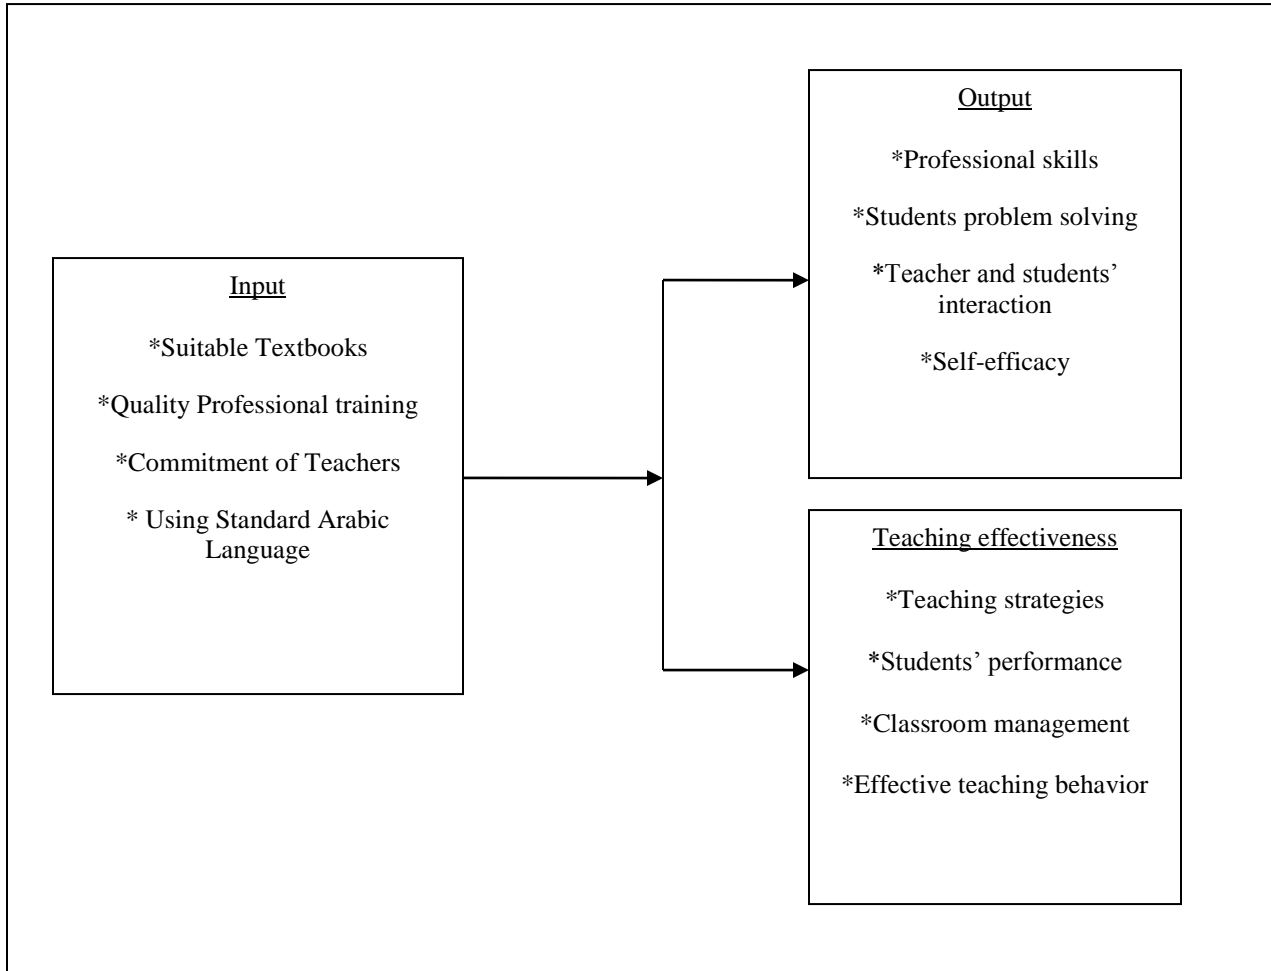 Input
*Suitable Textbooks
*Quality Professional training
*Commitment of Teachers
* Using Standard Arabic
Language
Output
*Professional skills
*Students problem solving
*Teacher and students’
interaction
*Self-efficacy
Teaching effectiveness
*Teaching strategies
*Students’ performance
*Classroom management
*Effective teaching behavior